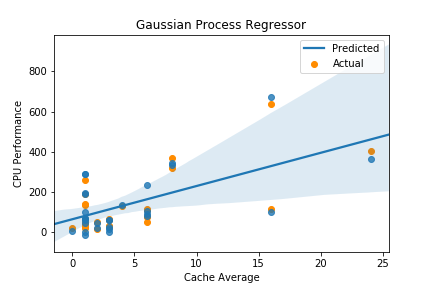 Gaussian Process Regressor
Predicted
Actual
CPU Performance
800
600
400
200
0
0 5 10 15 20 25
Cache Average